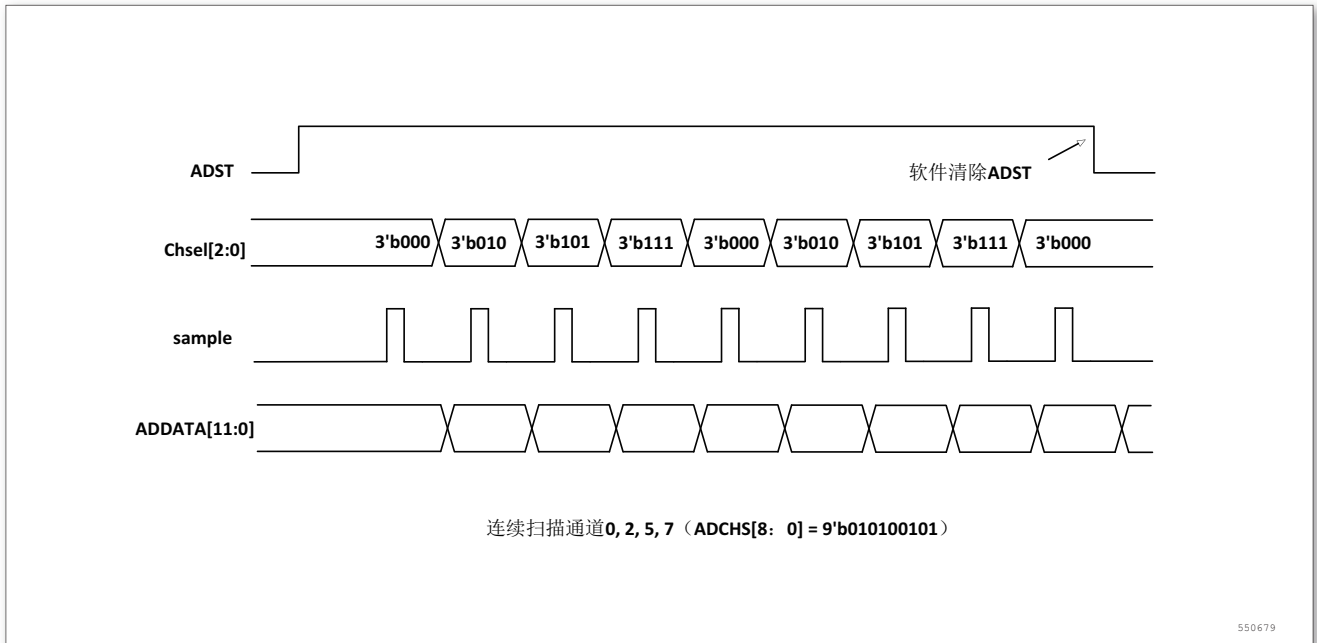 ADST
软件清除ADST
Chsel[2:0]
3'b000 3'b010 3'b101 3'b111 3'b000 3'b010 3'b101 3'b111 3'b000
sample
ADDATA[11:0]
连续扫描通道0, 2, 5, 7（ADCHS[8：0] = 9'b010100101）
550679